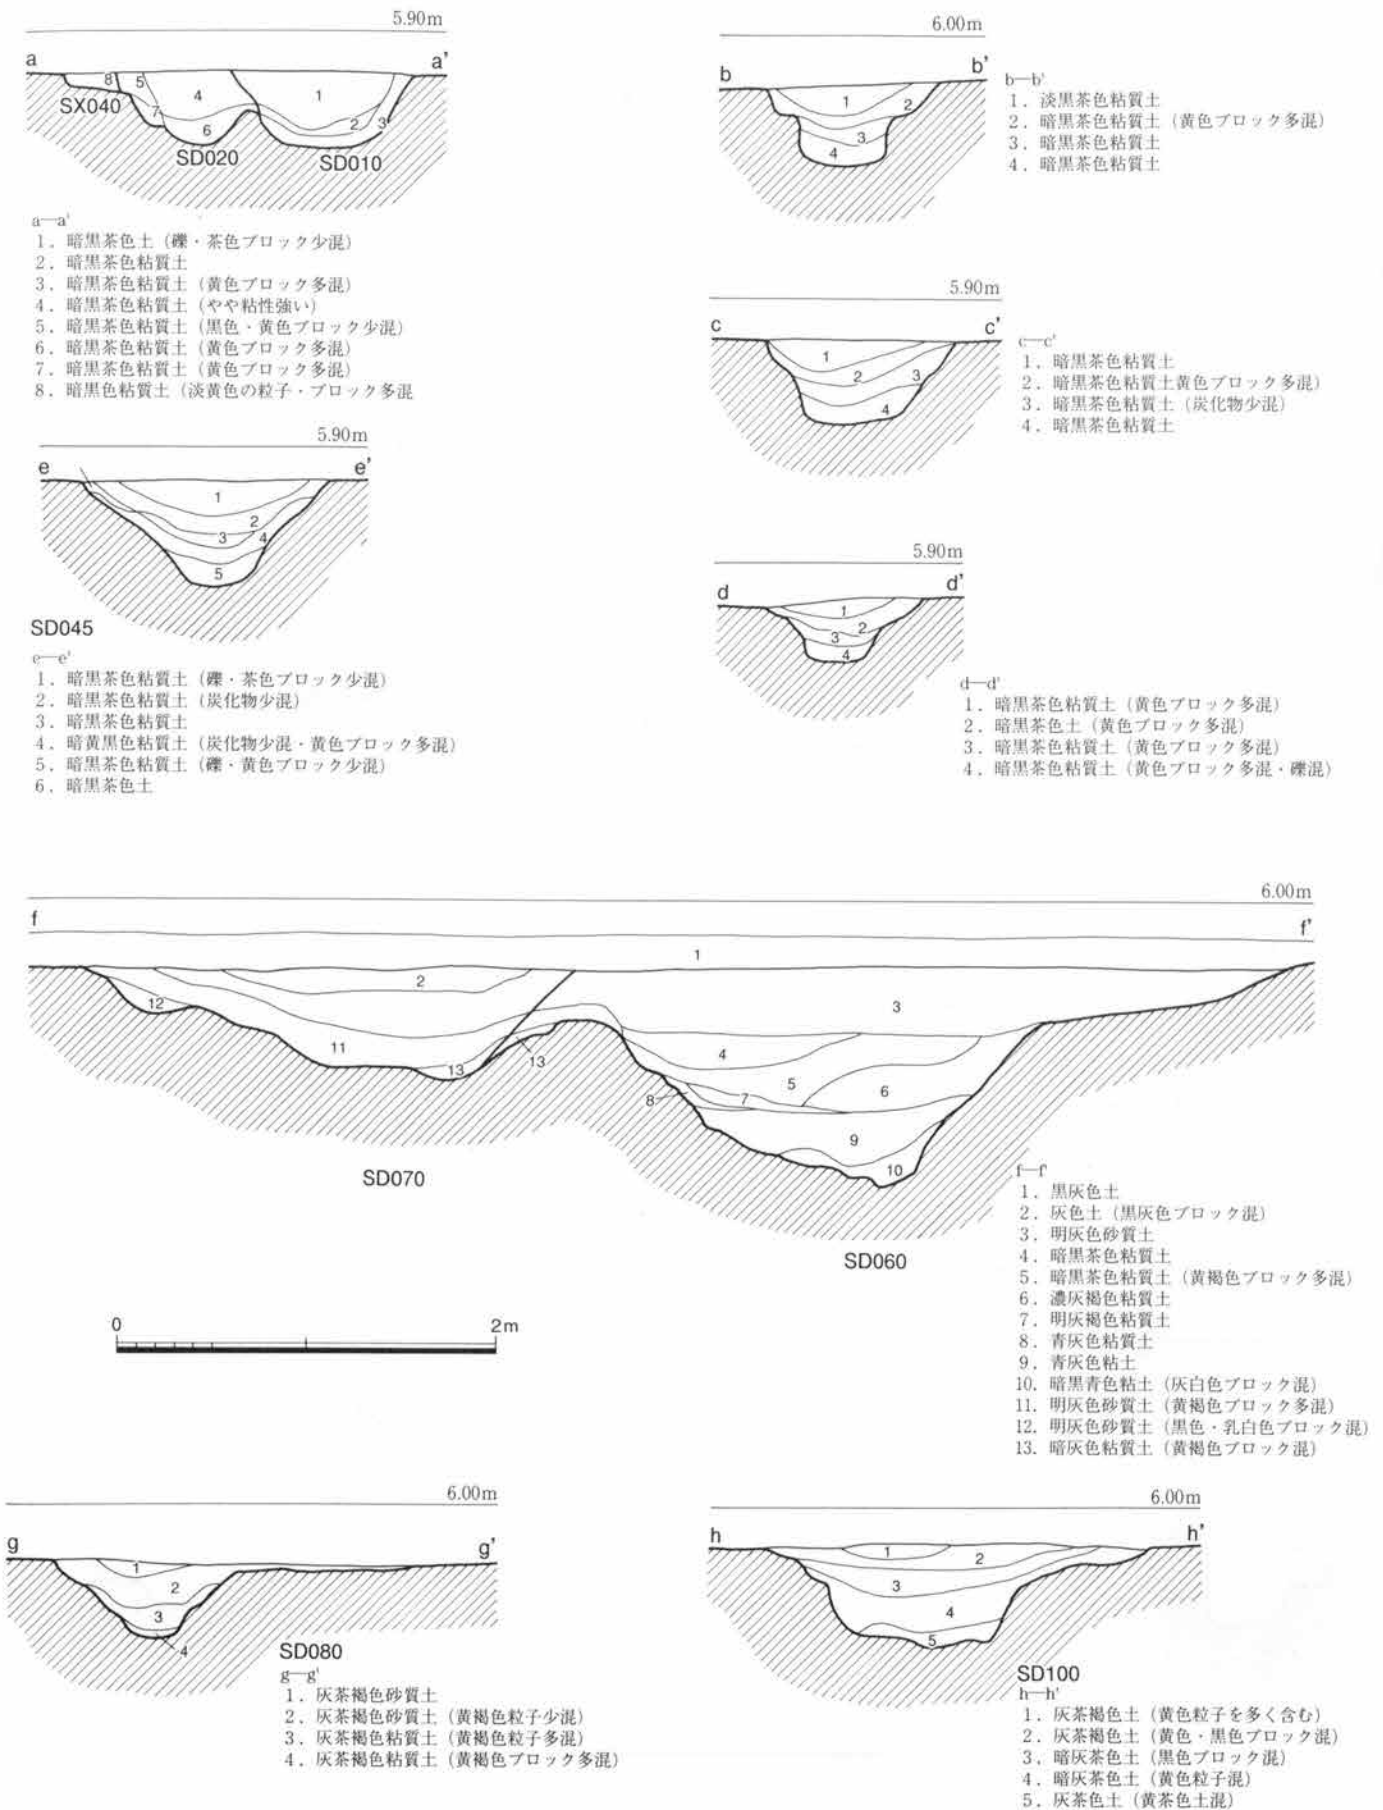 5.90m
a a'
8 5 4 1
SX040 7 6 2 3
SD020 SD010
a—a'
1．暗黒茶色土（礫・茶色ブロック少混）
2．暗黒茶色粘質土
3．暗黒茶色粘質土（黄色ブロック多混）
4．暗黒茶色粘質土（やや粘性強い）
5．暗黒茶色粘質土（黒色・黄色ブロック少混）
6．暗黒茶色粘質土（黄色ブロック多混）
7．暗黒茶色粘質土（黄色ブロック多混）
8．暗黒色粘質土（淡黄色の粒子・ブロック多混
6.00m
b b'
1 2
3
4
b—b'
1．淡黒茶色粘質土
2．暗黒茶色粘質土（黄色ブロック多混）
3．暗黒茶色粘質土
4．暗黒茶色粘質土
5.90m
c c'
1
2 3
4
c—c'
1．暗黒茶色粘質土
2．暗黒茶色粘質土黄色ブロック多混）
3．暗黒茶色粘質土（炭化物少混）
4．暗黒茶色粘質土
5.90m
e e'
1
2
3 4
5
SD045
e—e'
1．暗黒茶色粘質土（礫・茶色ブロック少混）
2．暗黒茶色粘質土（炭化物少混）
3．暗黒茶色粘質土
4．暗黄黒色粘質土（炭化物少混・黄色ブロック多混）
5．暗黒茶色粘質土（礫・黄色ブロック少混）
6．暗黒茶色土
5.90m
d d'
1
2
3
4
d—d'
1．暗黒茶色粘質土（黄色ブロック多混）
2．暗黒茶色土（黄色ブロック多混）
3．暗黒茶色粘質土（黄色ブロック多混）
4．暗黒茶色粘質土（黄色ブロック多混・礫混）
6.00m
f f'
1
2
12 3
11 4
13 13 5 6
8 7
9
10
SD070
SD060
f—f'
1．黒灰色土
2．灰色土（黒灰色ブロック混）
3．明灰色砂質土
4．暗黒茶色粘質土
5．暗黒茶色粘質土（黄褐色ブロック多混）
6．濃灰褐色粘質土
7．明灰褐色粘質土
8．青灰色粘質土
9．青灰色粘土
10．暗黒青色粘土（灰白色ブロック混）
11．明灰色砂質土（黄褐色ブロック多混）
12．明灰色砂質土（黒色・乳白色ブロック混）
13．暗灰色粘質土（黄褐色ブロック混）
0 2m
6.00m
g g'
1
2
3
4
SD080
g—g'
1．灰茶褐色砂質土
2．灰茶褐色砂質土（黄褐色粒子少混）
3．灰茶褐色粘質土（黄褐色粒子多混）
4．灰茶褐色粘質土（黄褐色ブロック多混）
6.00m
h h'
1 2
3
4
5
SD100
h—h'
1．灰茶褐色土（黄色粒子を多く含む）
2．灰茶褐色土（黄色・黒色ブロック混）
3．暗灰茶色土（黒色ブロック混）
4．暗灰茶色土（黄色粒子混）
5．灰茶色土（黄茶色土混）